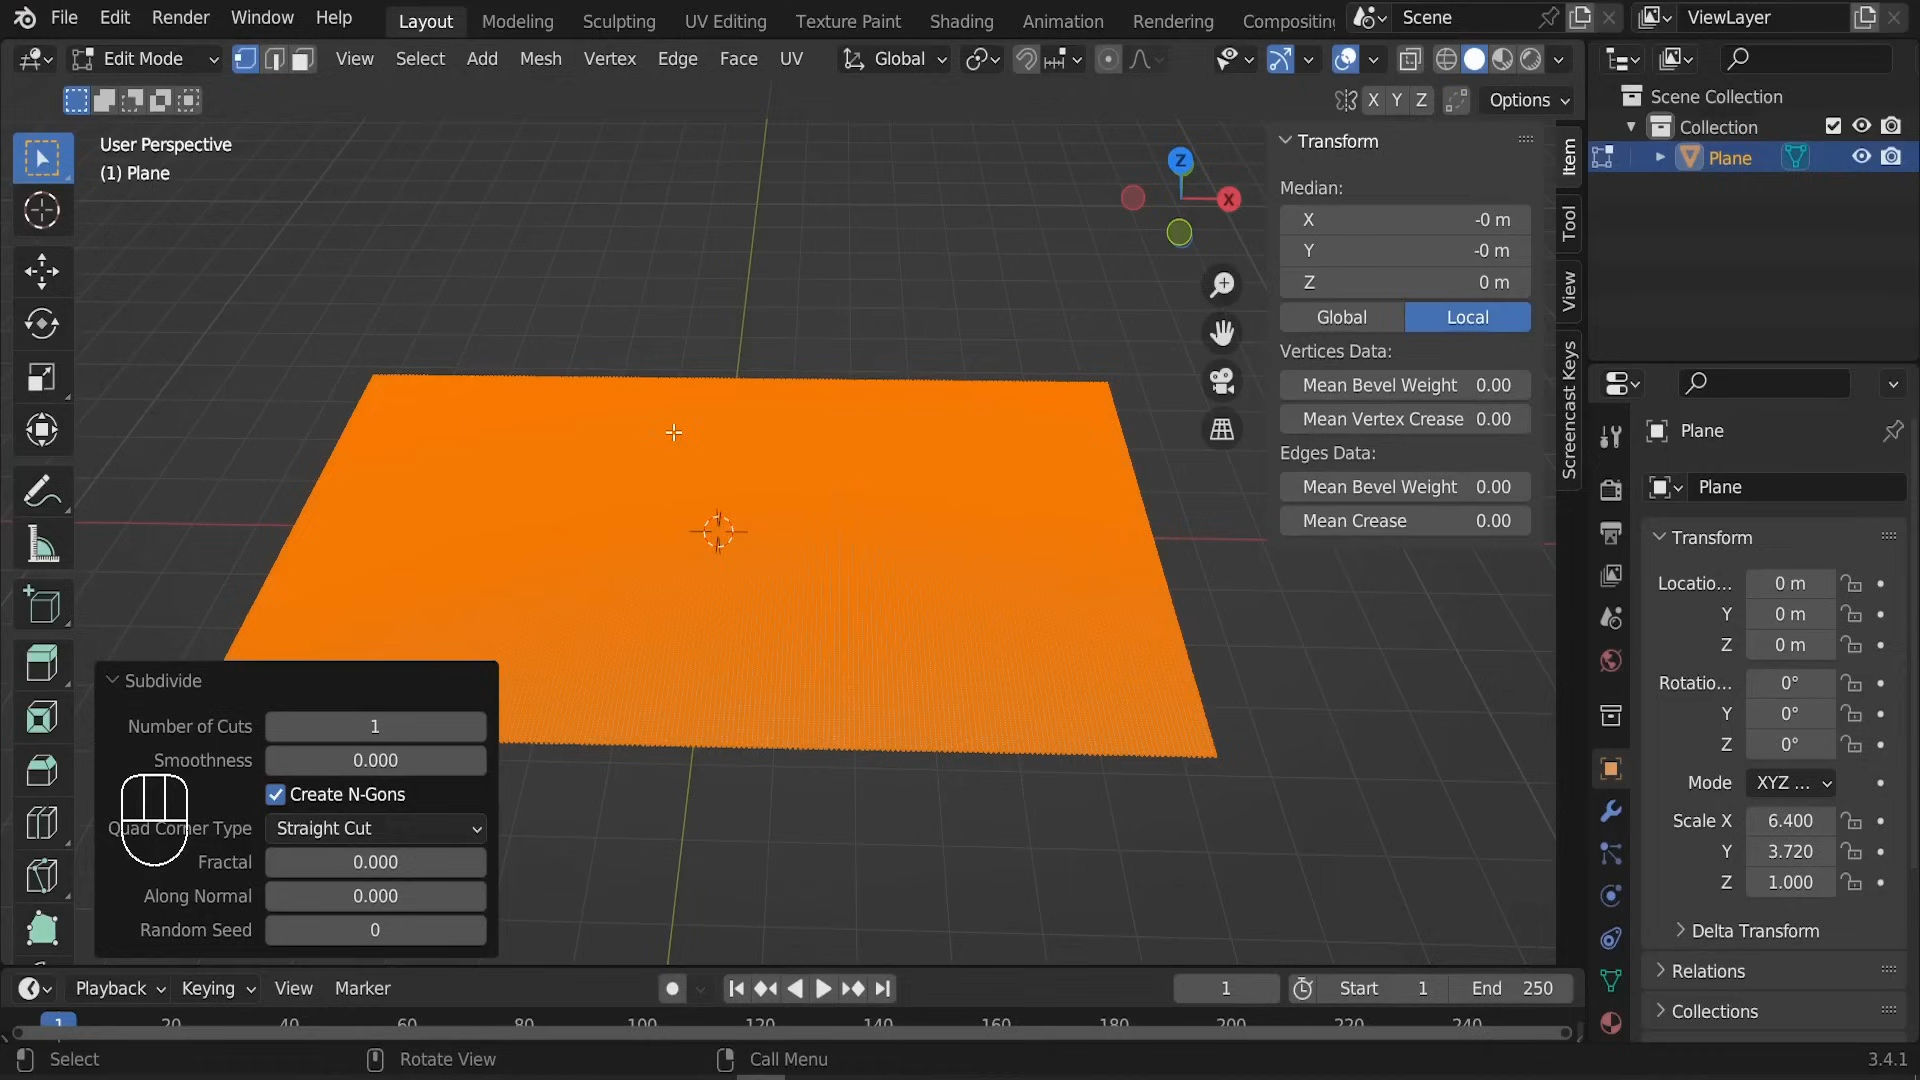 File Edit Render Window Help Layout Modeling Sculpting UV Editing Texture Paint Shading Animation Rendering Compositing Scene ViewLayer
Edit Mode View Select Add Mesh Vertex Edge Face UV Global
X Y Z Options
User Perspective
(1) Plane
Z
X
Transform
Median:
X -0 m
Y -0 m
Z 0 m
Global Local
Vertices Data:
Mean Bevel Weight 0.00
Mean Vertex Crease 0.00
Edges Data:
Mean Bevel Weight 0.00
Mean Crease 0.00
Item
Tool
View
Screencast Keys
Scene Collection
Collection
Plane
Plane
Plane
Transform
Locatio... 0 m
Y 0 m
Z 0 m
Rotatio... 0°
Y 0°
Z 0°
Mode XYZ ...
Scale X 6.400
Y 3.720
Z 1.000
Delta Transform
Relations
Collections
Subdivide
Number of Cuts 1
Smoothness 0.000
Create N-Gons
Quad Corner Type Straight Cut
Fractal 0.000
Along Normal 0.000
Random Seed 0
Playback Keying View Marker 1 Start 1 End 250
1 20 40 60 80 100 120 140 160 180 200 220 240
Select Rotate View Call Menu 3.4.1